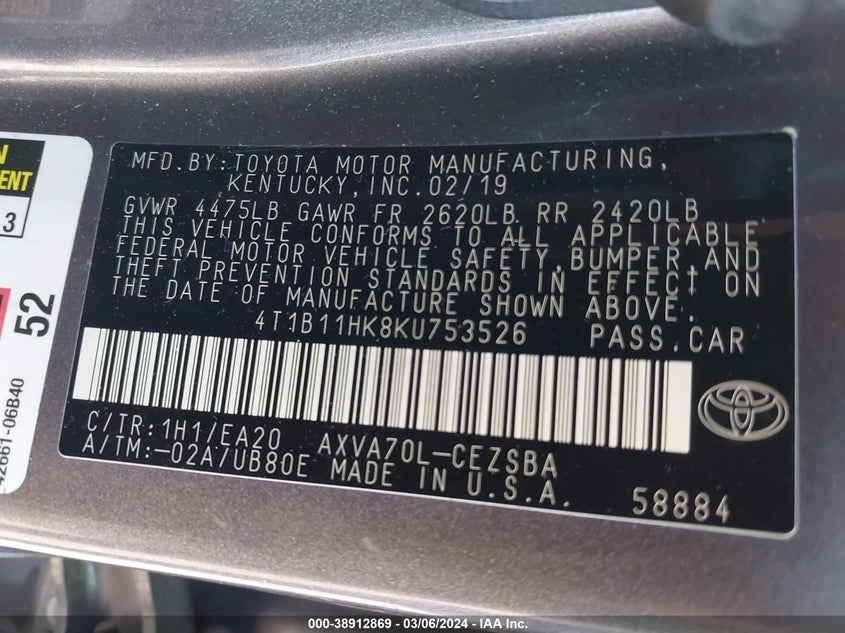 MFD.BY:TOYOTA MOTOR MANUFACTURING,
KENTUCKY,INC.02/19
GVWR 4475LB GAWR FR 2620LB RR 2420LB
THIS VEHICLE CONFORMS TO ALL APPLICABLE
FEDERAL MOTOR VEHICLE SAFETY,BUMPER AND
THEFT PREVENTION STANDARDS IN EFFECT ON
THE DATE OF MANUFACTURE SHOWN ABOVE.
4T1B11HK8KU753526 PASS.CAR
C/TR:1H1/EA20 AXVA70L-CEZSBA
A/TM:-02A/UB80E MADE IN U.S.A. 58884
3
52
42661-06B40
000-38912869 - 03/06/2024 - IAA Inc.